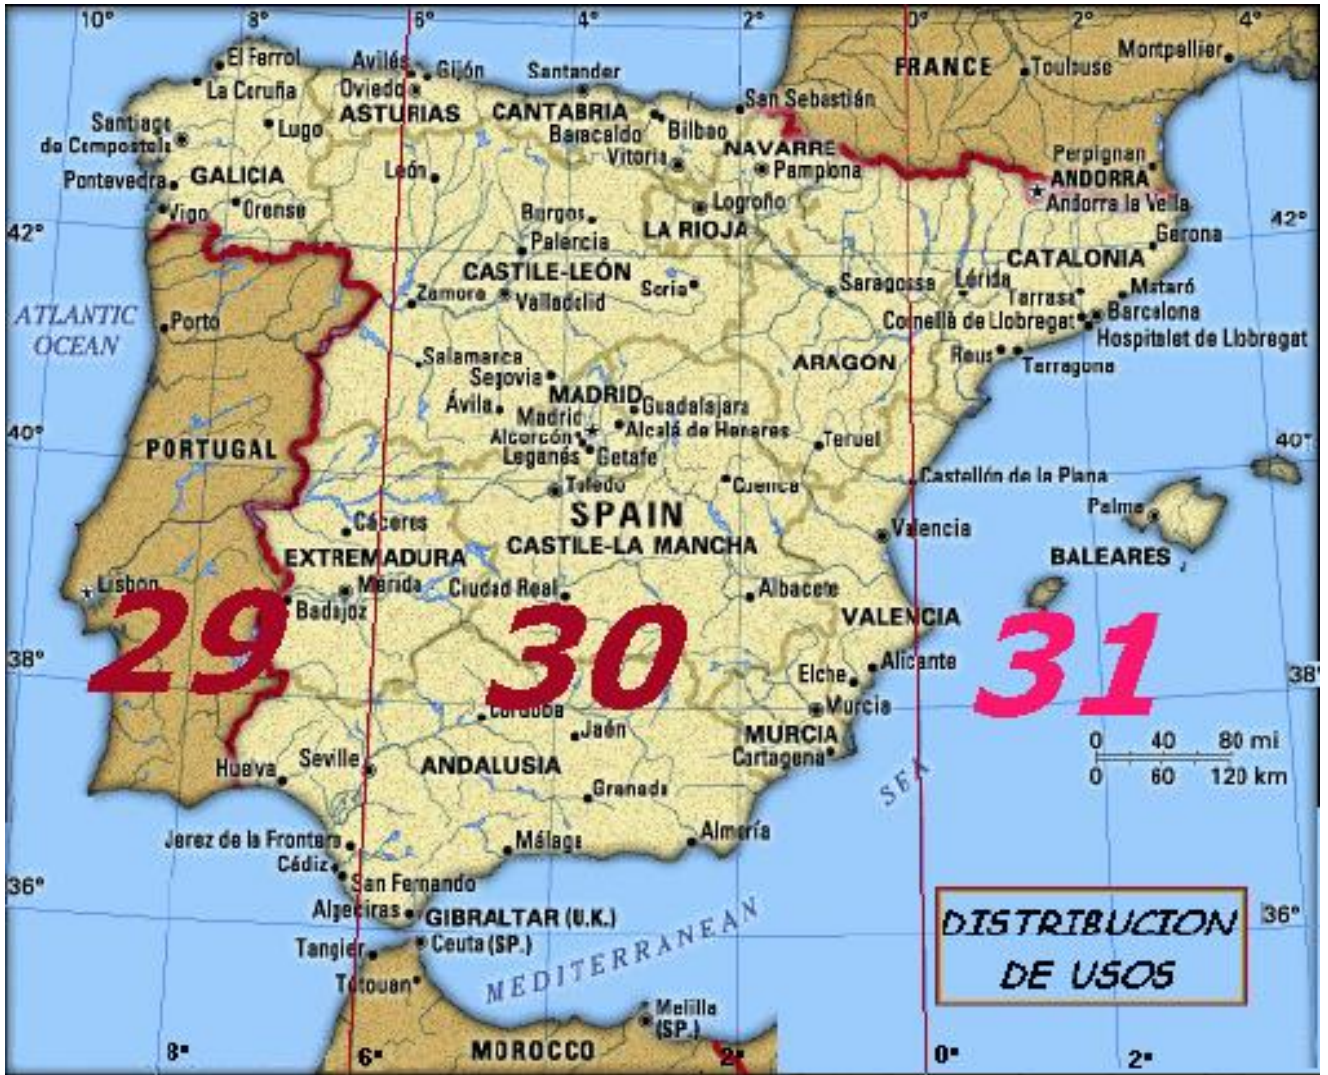 10° 8° 6° 4° 2° 0° 2° 4°
El Ferrol
Avilés
Gijón
Santander
FRANCE
Toulouse
Montpellier
La Coruña
Oviedo
ASTURIAS
CANTABRIA
San Sebastián
Santiago
de Compostela
Lugo
Baracaldo
Bilbao
NAVARRE
Vitoria
Pamplona
Perpignan
Pontevedra
GALICIA
León
ANDORRA
Andorra la Vella
Vigo
Orense
Burgos
Logroño
LA RIOJA
42°
42°
Palencia
Gerona
CATALONIA
CASTILE-LEÓN
Zamora
Valladolid
Soria
Saragossa
Lérida
Tarrasa
Mataró
ATLANTIC
OCEAN
Porto
Cornellà de Llobregat
Barcelona
Hospitalet de Llobregat
Salamarca
Segovia
ARAGON
Reus
Tarragona
Ávila
MADRID
Madrid
Guadalajara
Alcorcón
Alcalá de Henares
Leganés
Getafe
Teruel
40°
40°
PORTUGAL
Toledo
Cuenca
Castellón de la Plana
SPAIN
Palma
Cáceres
Valencia
EXTREMADURA
CASTILE-LA MANCHA
BALEARES
Lisbon
Mérida
Ciudad Real
Albacete
Badajoz
VALENCIA
29
30
31
38°
38°
Elche
Alicante
Córdoba
Murcia
Jaén
MURCIA
Cartagena
0 40 80 mi
0 60 120 km
Huelva
Seville
ANDALUSIA
SEA
Granada
Jerez de la Frontera
Málaga
Almería
Cádiz
San Fernando
36°
36°
Algeciras
GIBRALTAR (U.K.)
DISTRIBUCION
DE USOS
Tangier
Ceuta (SP.)
MEDITERRANEAN
Tétouan
Melilla
(SP.)
MOROCCO
8° 6° 2° 0° 2°